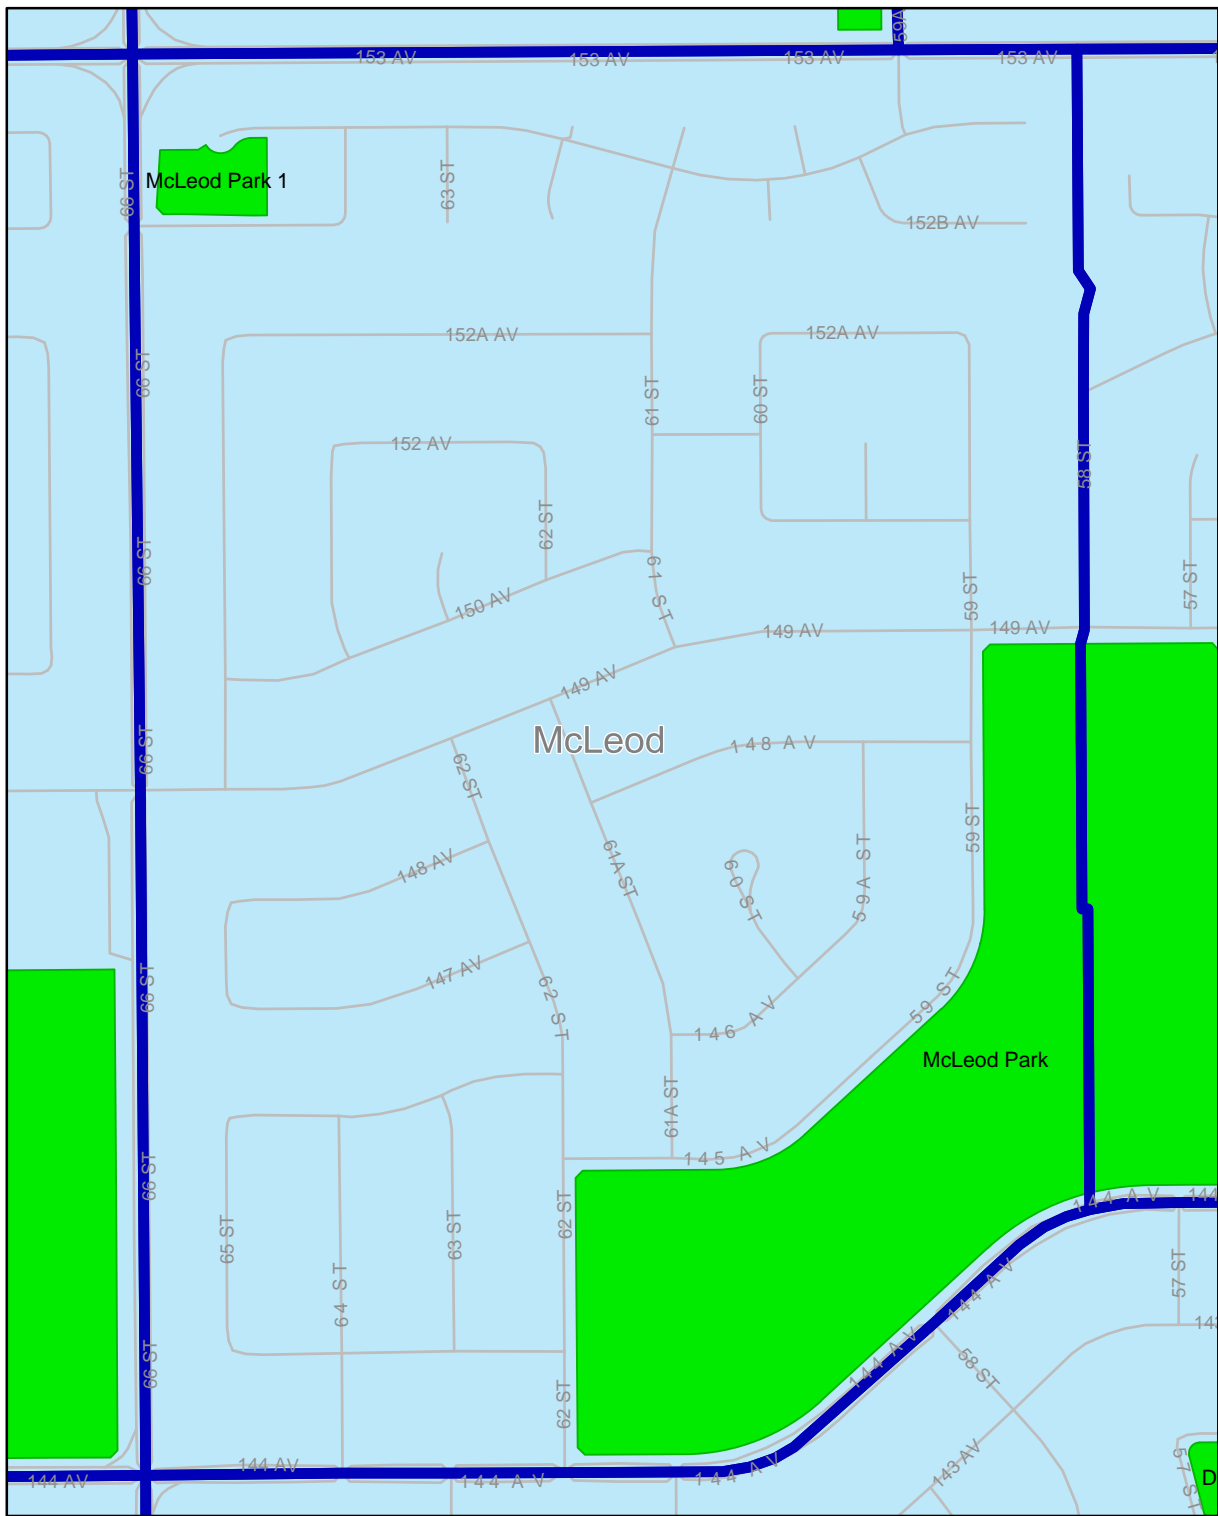 59A
153 AV
153 AV
153 AV
153 AV
66 ST
McLeod Park 1
63 ST
152B AV
152A AV
152A AV
66 ST
61 ST
60 ST
152 AV
58 ST
62 ST
66 ST
61 ST
59 ST
57 ST
150 AV
149 AV
149 AV
149 AV
McLeod
148 AV
66 ST
62 ST
59 ST
148 AV
61A ST
60 ST
59A ST
147 AV
66 ST
62 ST
59 ST
146 AV
McLeod Park
61A ST
145 AV
66 ST
144 AV
144
62 ST
65 ST
63 ST
57 ST
64 ST
144 AV
143
144 AV
66 ST
58 ST
62 ST
143 AV
57 ST
D
144 AV
144 AV
144 AV
144 AV